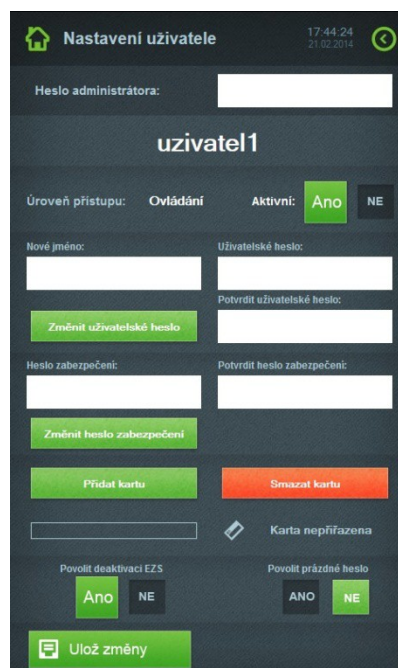 Nastavení uživatele
17:44:24
21.02.2014
Heslo administrátora:
uzivatel1
Úroveň přístupu: Ovládání Aktivní: Ano NE
Nové jméno: Uživatelské heslo:
Potvrdit uživatelské heslo:
Změnit uživatelské heslo
Heslo zabezpečení: Potvrdit heslo zabezpečení:
Změnit heslo zabezpečení
Přidat kartu Smazat kartu
Karta nepřiřazena
Povolit deaktivaci EZS Povolit prázdné heslo
Ano NE ANO NE
Ulož změny